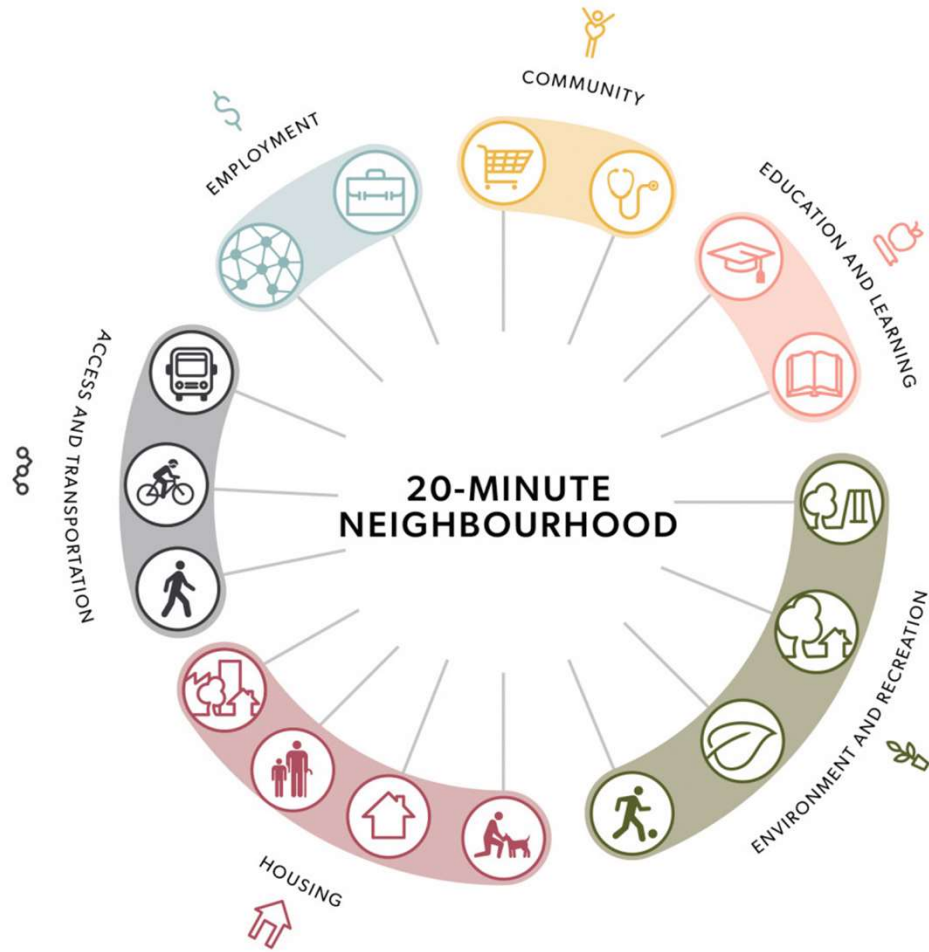 COMMUNITY
EMPLOYMENT
EDUCATION AND LEARNING
ACCESS AND TRANSPORTATION
20-MINUTE
NEIGHBOURHOOD
ENVIRONMENT AND RECREATION
HOUSING